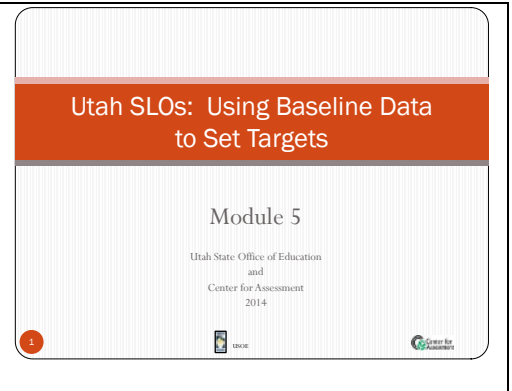 Utah SLOs: Using Baseline Data
to Set Targets
Module 5
Utah State Office of Education
and
Center for Assessment
2014
1
USOE
Center for
Assessment